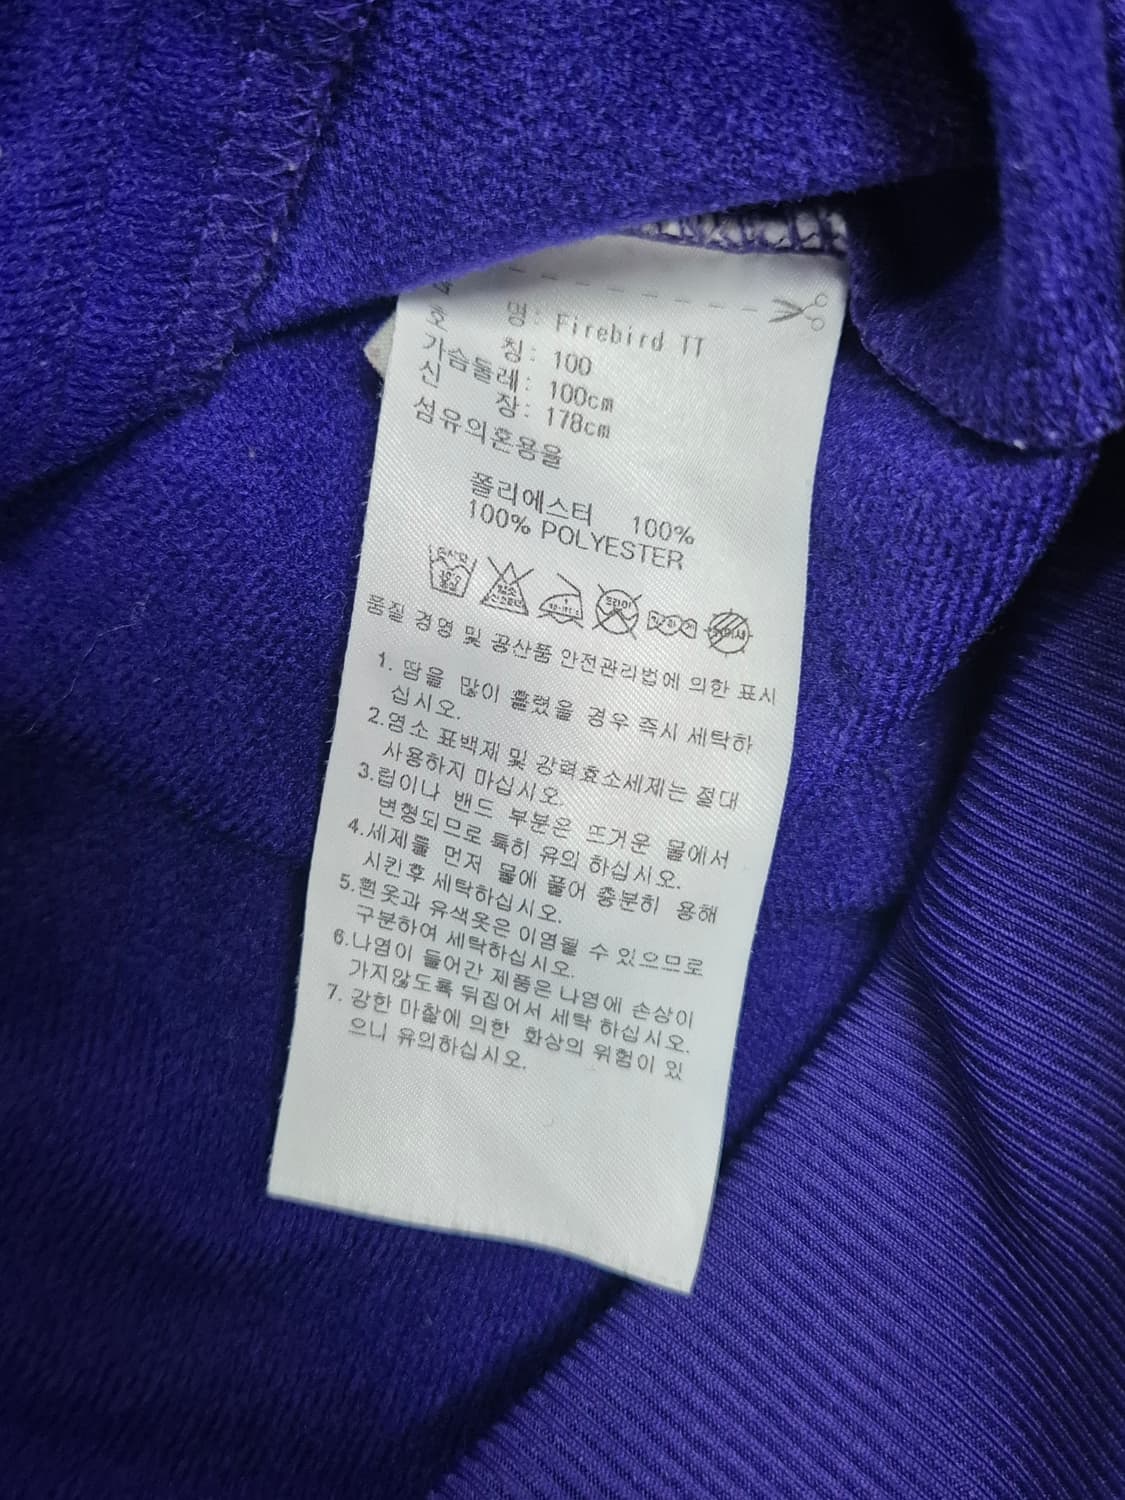 명: Firebird TT
호 칭: 100
가슴둘레: 100cm
신 장: 178cm
섬유의혼용율
폴리에스터 100%
100% POLYESTER
품질 경영 및 공산품 안전관리법에 의한 표시
1. 땀을 많이 흘렸을 경우 즉시 세탁하
십시오.
2.염소 표백제 및 강력효소세제는 절대
사용하지 마십시오.
3.립이나 밴드 부분은 뜨거운 물에서
변형되므로 특히 유의 하십시오.
4.세제를 먼저 물에 풀어 충분히 용해
시킨후 세탁하십시오.
5.흰옷과 유색옷은 이염될 수 있으므로
구분하여 세탁하십시오.
6.나염이 들어간 제품은 나염에 손상이
가지않도록 뒤집어서 세탁 하십시오.
7. 강한 마찰에 의한 화상의 위험이 있
으니 유의하십시오.